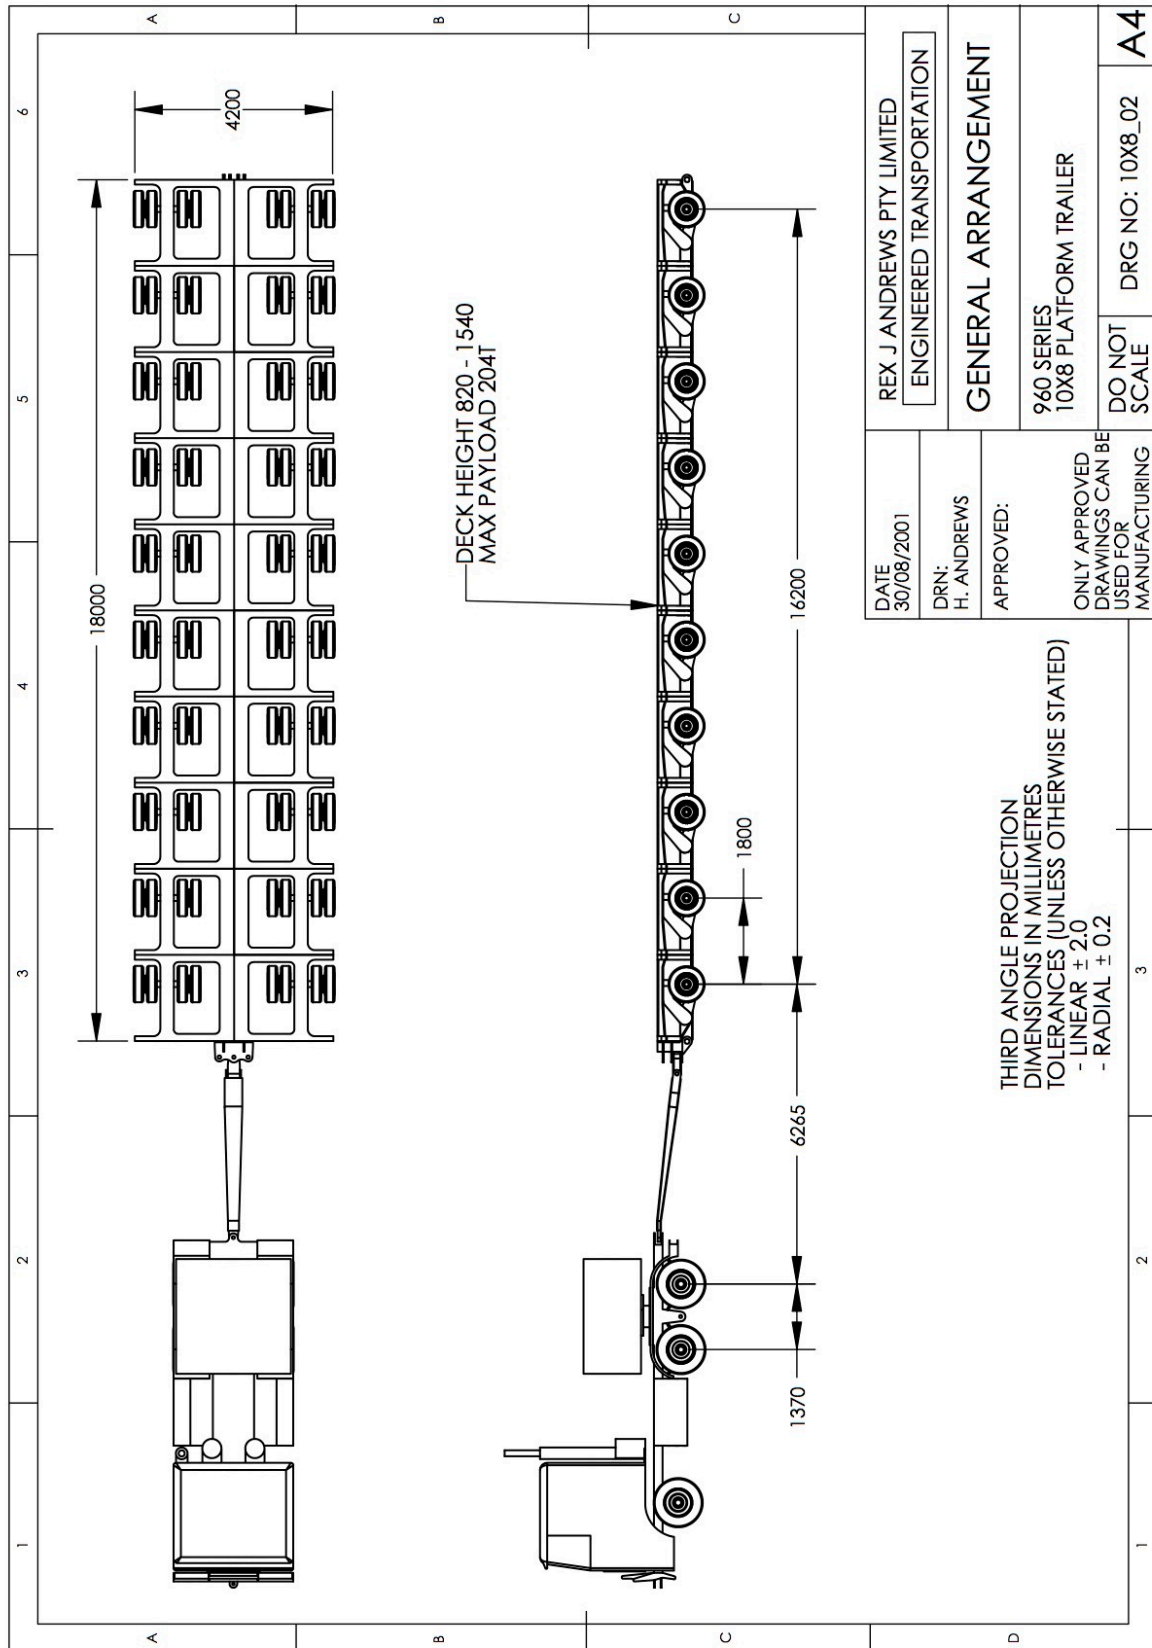 1
2
3
4
5
6
A
A
B
B
C
C
D
1
2
3
18000
4200
DECK HEIGHT 820 - 1540
MAX PAYLOAD 204T
1370
6265
1800
16200
THIRD ANGLE PROJECTION
DIMENSIONS IN MILLIMETRES
TOLERANCES (UNLESS OTHERWISE STATED)
- LINEAR ± 2.0
- RADIAL ± 0.2
DATE
30/08/2001
DRN:
H. ANDREWS
APPROVED:
ONLY APPROVED
DRAWINGS CAN BE
USED FOR
MANUFACTURING
REX J ANDREWS PTY LIMITED
ENGINEERED TRANSPORTATION
GENERAL ARRANGEMENT
960 SERIES
10X8 PLATFORM TRAILER
DO NOT
SCALE
DRG NO: 10X8_02
A4